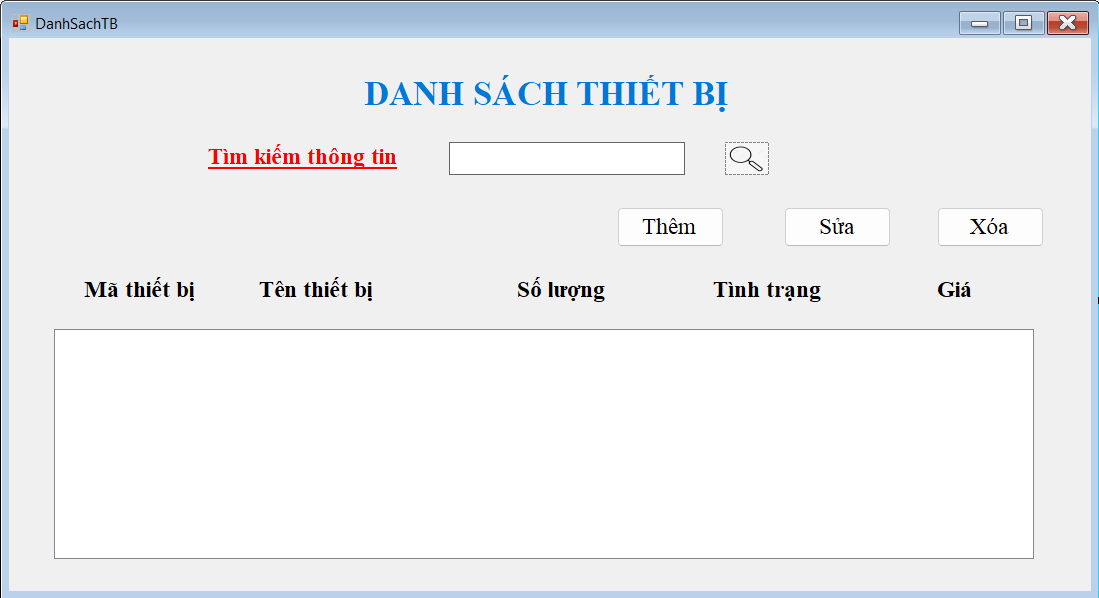 DanhSachTB
DANH SÁCH THIẾT BỊ
Tìm kiếm thông tin
Thêm Sửa Xóa
Mã thiết bị Tên thiết bị Số lượng Tình trạng Giá